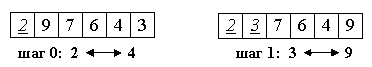 2 9 7 6 4 3
2 3 7 6 4 9
шаг 0: 2 ↔ 4
шаг 1: 3 ↔ 9